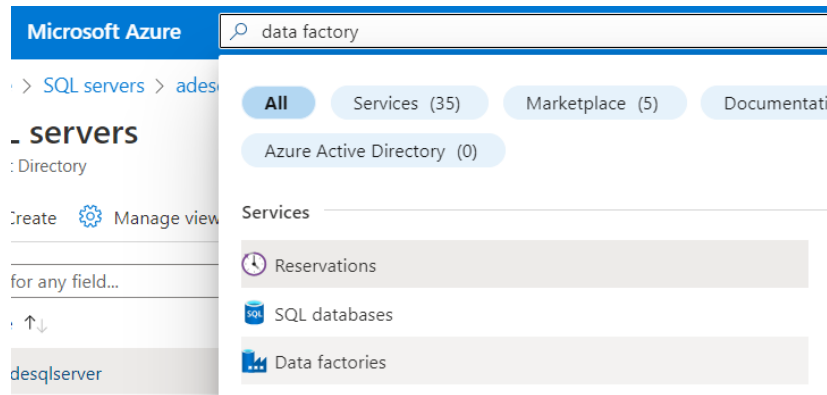 Microsoft Azure
data factory
> SQL servers > ades
All
Services (35)
Marketplace (5)
Documentati
L servers
Azure Active Directory (0)
: Directory
Create
Manage view
Services
Reservations
for any field...
SQL databases
Data factories
desqlserver